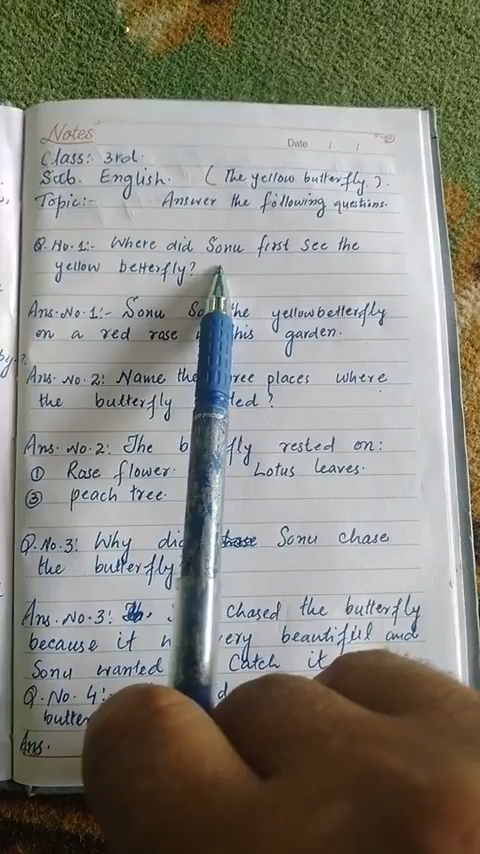 Notes
Date / /
Class:- 3rd.
Sub. English. (The yellow butterfly.).
Topic:- Answer the following questions.
Q.No.1:- Where did Sonu first see the
yellow betterfly?
Ans.No.1:- Sonu the yellowbetterfly
on a red rose his garden.
Ans.No.2: Name the places where
the butterfly ?
Ans.No.2: The rested on:
① Rose flower. Lotus leaves.
③ peach tree.
Q.No.3: Why did Sonu chase
the butterfly
Ans.No.3: chased the butterfly
because it very beautiful and
Sonu wanted Catch it
Q.No. 4:-
Ans.